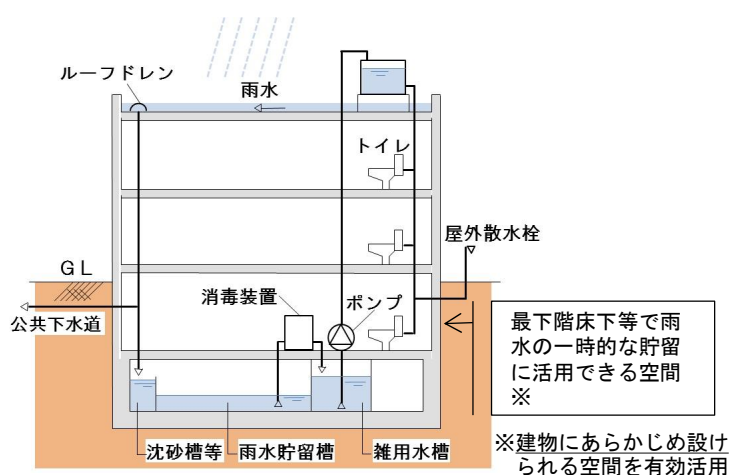 ルーフドレン
雨水
トイレ
屋外散水栓
ＧＬ
消毒装置
ポンプ
公共下水道
最下階床下等で雨
水の一時的な貯留
に活用できる空間
※
沈砂槽等
雨水貯留槽
雑用水槽
※建物にあらかじめ設け
られる空間を有効活用